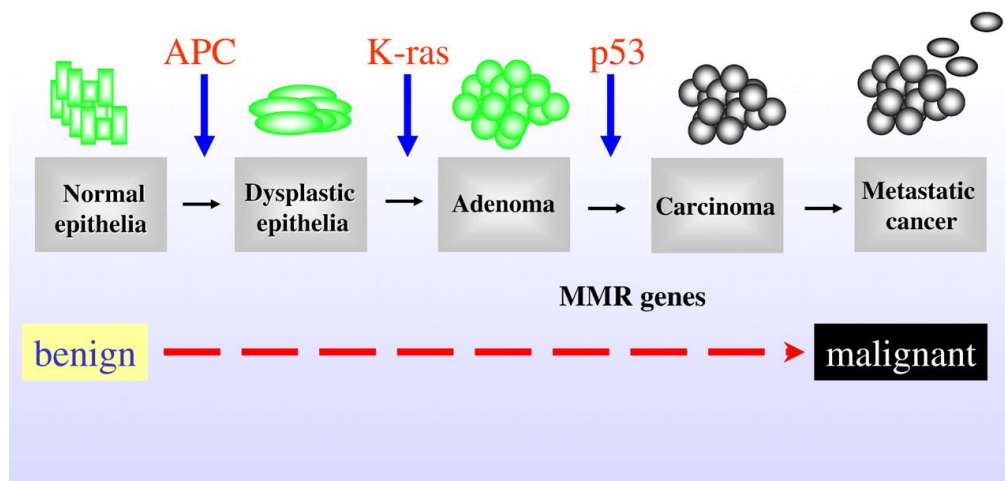 APC
K-ras
p53
Normal
epithelia
Dysplastic
epithelia
Adenoma
Carcinoma
Metastatic
cancer
MMR genes
benign
malignant